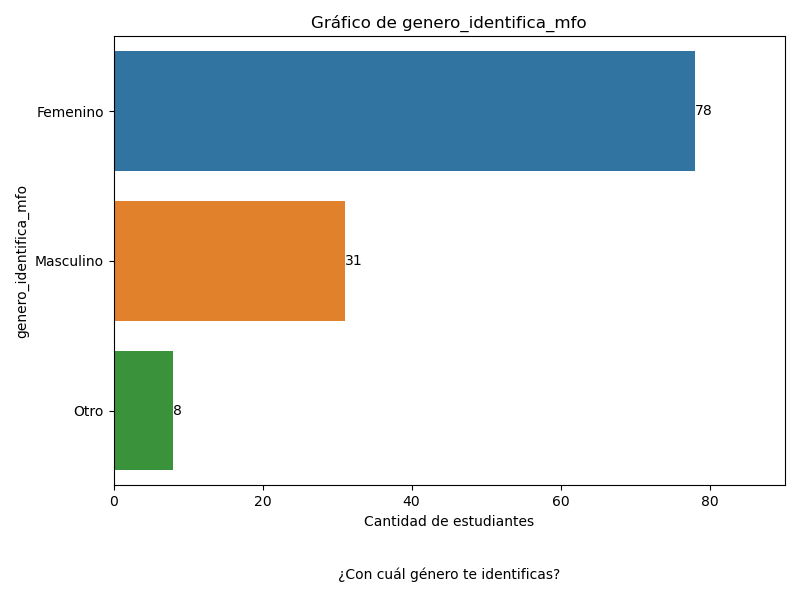 Gráfico de genero_identifica_mfo
genero_identifica_mfo
Femenino
78
Masculino
31
Otro
8
0 20 40 60 80
Cantidad de estudiantes
¿Con cuál género te identificas?